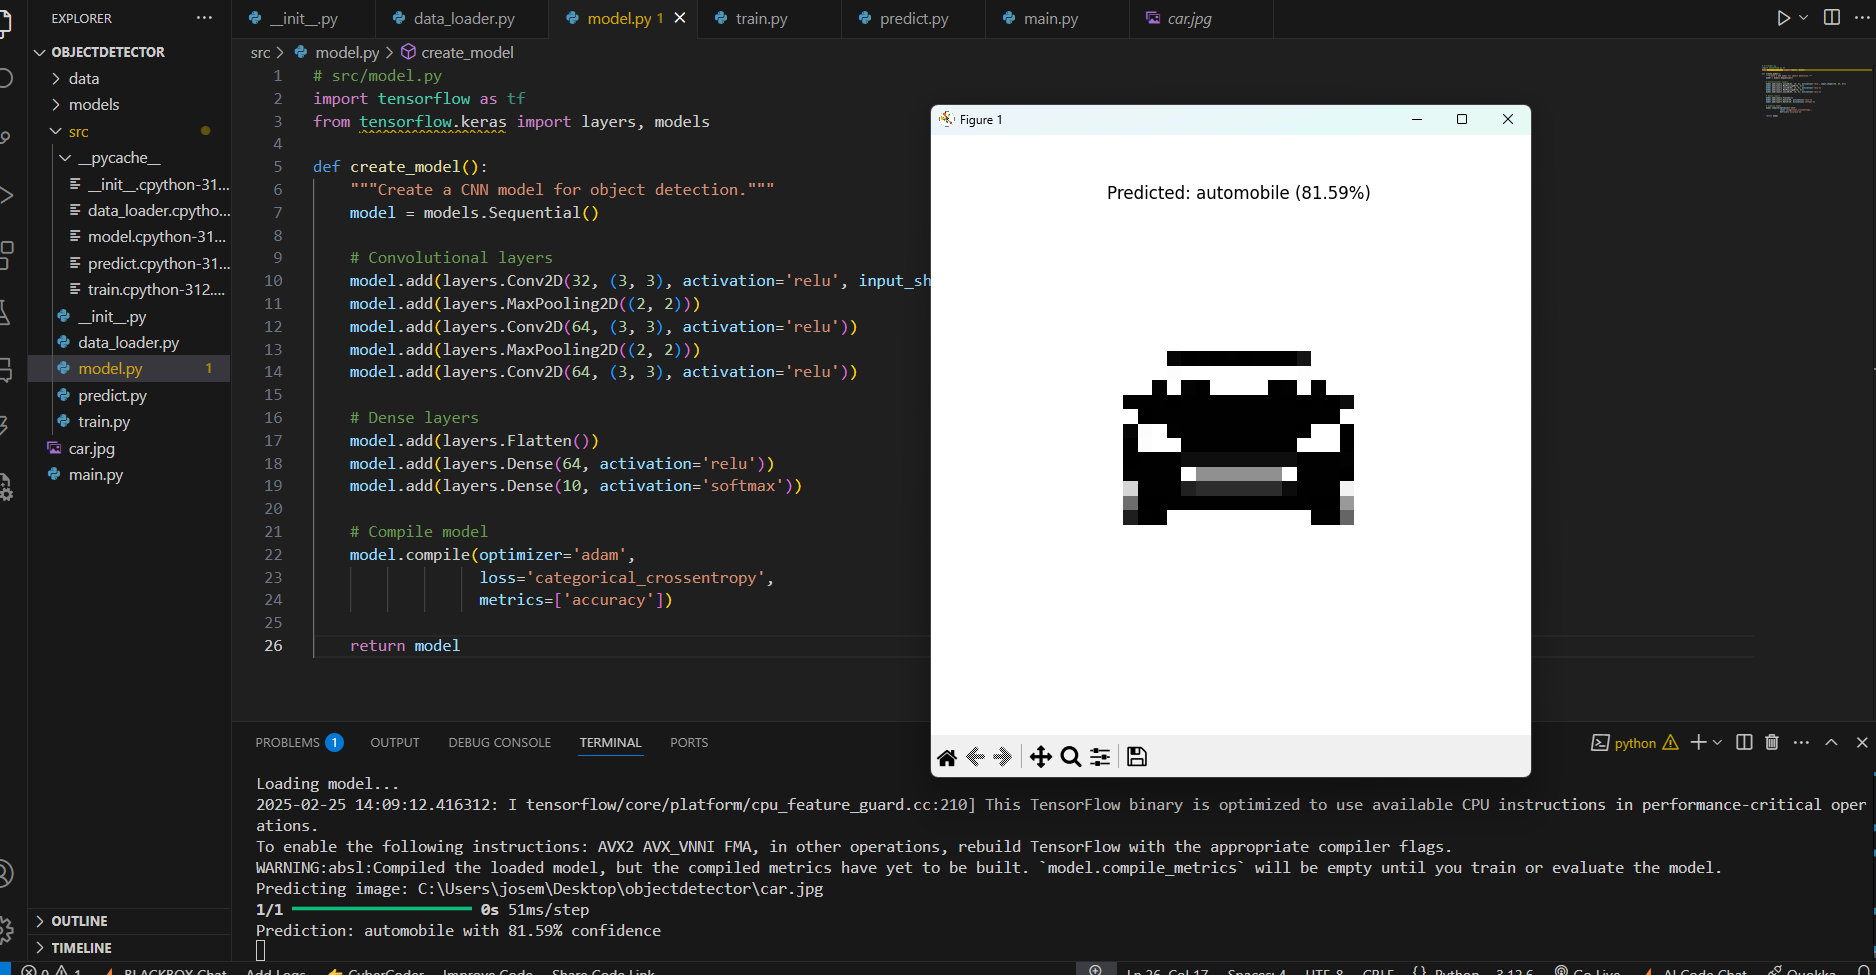 EXPLORER
OBJECTDETECTOR
data
models
src
__pycache__
__init__.cpython-31...
data_loader.cpytho...
model.cpython-31...
predict.cpython-31...
train.cpython-312....
__init__.py
data_loader.py
model.py 1
predict.py
train.py
car.jpg
main.py
OUTLINE
TIMELINE
__init__.py data_loader.py model.py 1 train.py predict.py main.py car.jpg
src > model.py > create_model
1 # src/model.py
2 import tensorflow as tf
3 from tensorflow.keras import layers, models
4
5 def create_model():
6 """Create a CNN model for object detection."""
7 model = models.Sequential()
8
9 # Convolutional layers
10 model.add(layers.Conv2D(32, (3, 3), activation='relu', input_sh
11 model.add(layers.MaxPooling2D((2, 2)))
12 model.add(layers.Conv2D(64, (3, 3), activation='relu'))
13 model.add(layers.MaxPooling2D((2, 2)))
14 model.add(layers.Conv2D(64, (3, 3), activation='relu'))
15
16 # Dense layers
17 model.add(layers.Flatten())
18 model.add(layers.Dense(64, activation='relu'))
19 model.add(layers.Dense(10, activation='softmax'))
20
21 # Compile model
22 model.compile(optimizer='adam',
23 loss='categorical_crossentropy',
24 metrics=['accuracy'])
25
26 return model
Figure 1
Predicted: automobile (81.59%)
PROBLEMS 1 OUTPUT DEBUG CONSOLE TERMINAL PORTS
python
Loading model...
2025-02-25 14:09:12.416312: I tensorflow/core/platform/cpu_feature_guard.cc:210] This TensorFlow binary is optimized to use available CPU instructions in performance-critical oper
ations.
To enable the following instructions: AVX2 AVX_VNNI FMA, in other operations, rebuild TensorFlow with the appropriate compiler flags.
WARNING:absl:Compiled the loaded model, but the compiled metrics have yet to be built. `model.compile_metrics` will be empty until you train or evaluate the model.
Predicting image: C:\Users\josem\Desktop\objectdetector\car.jpg
1/1 0s 51ms/step
Prediction: automobile with 81.59% confidence
0 1 BLACKBOX Chat Add Logs CyberCoder Improve Code Share Code Link Ln 26, Col 17 Spaces: 4 UTF-8 CRLF {} Python 3.12.6 Go Live AI Code Chat Quokka